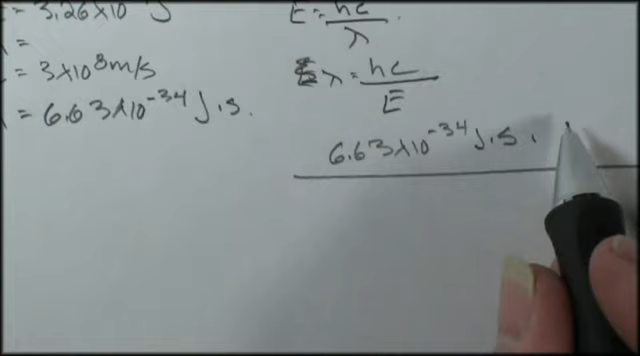 = 3.26x10 J
λ =
= 3x10⁸m/s
= 6.63x10⁻³⁴ J.s.
E = hc/λ.
λ = hc/E
6.63x10⁻³⁴ J.s.